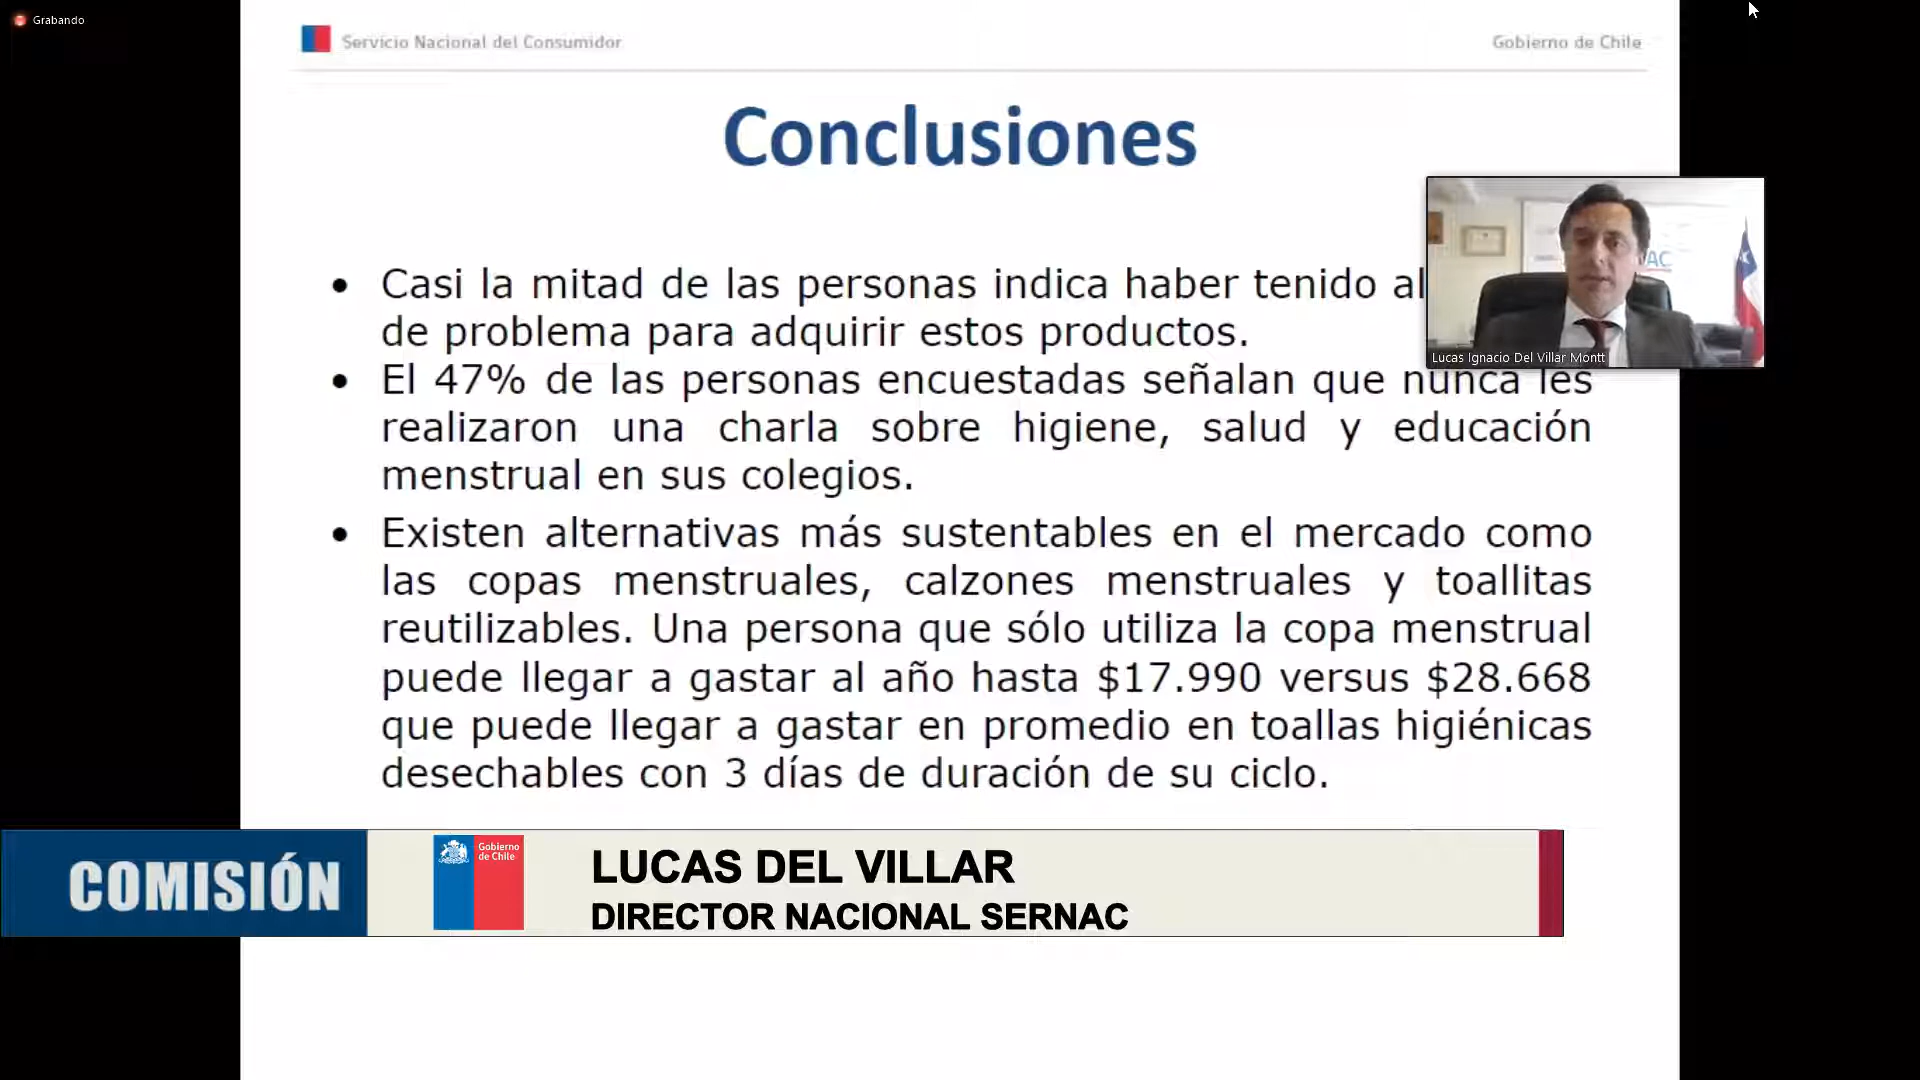 Grabando
Servicio Nacional del Consumidor
Gobierno de Chile
Conclusiones
• Casi la mitad de las personas indica haber tenido
de problema para adquirir estos productos.
• El 47% de las personas encuestadas señalan que nunca les
realizaron una charla sobre higiene, salud y educación
menstrual en sus colegios.
• Existen alternativas más sustentables en el mercado como
las copas menstruales, calzones menstruales y toallitas
reutilizables. Una persona que sólo utiliza la copa menstrual
puede llegar a gastar al año hasta $17.990 versus $28.668
que puede llegar a gastar en promedio en toallas higiénicas
desechables con 3 días de duración de su ciclo.
Lucas Ignacio Del Villar Montt
COMISIÓN
Gobierno
de Chile
LUCAS DEL VILLAR
DIRECTOR NACIONAL SERNAC